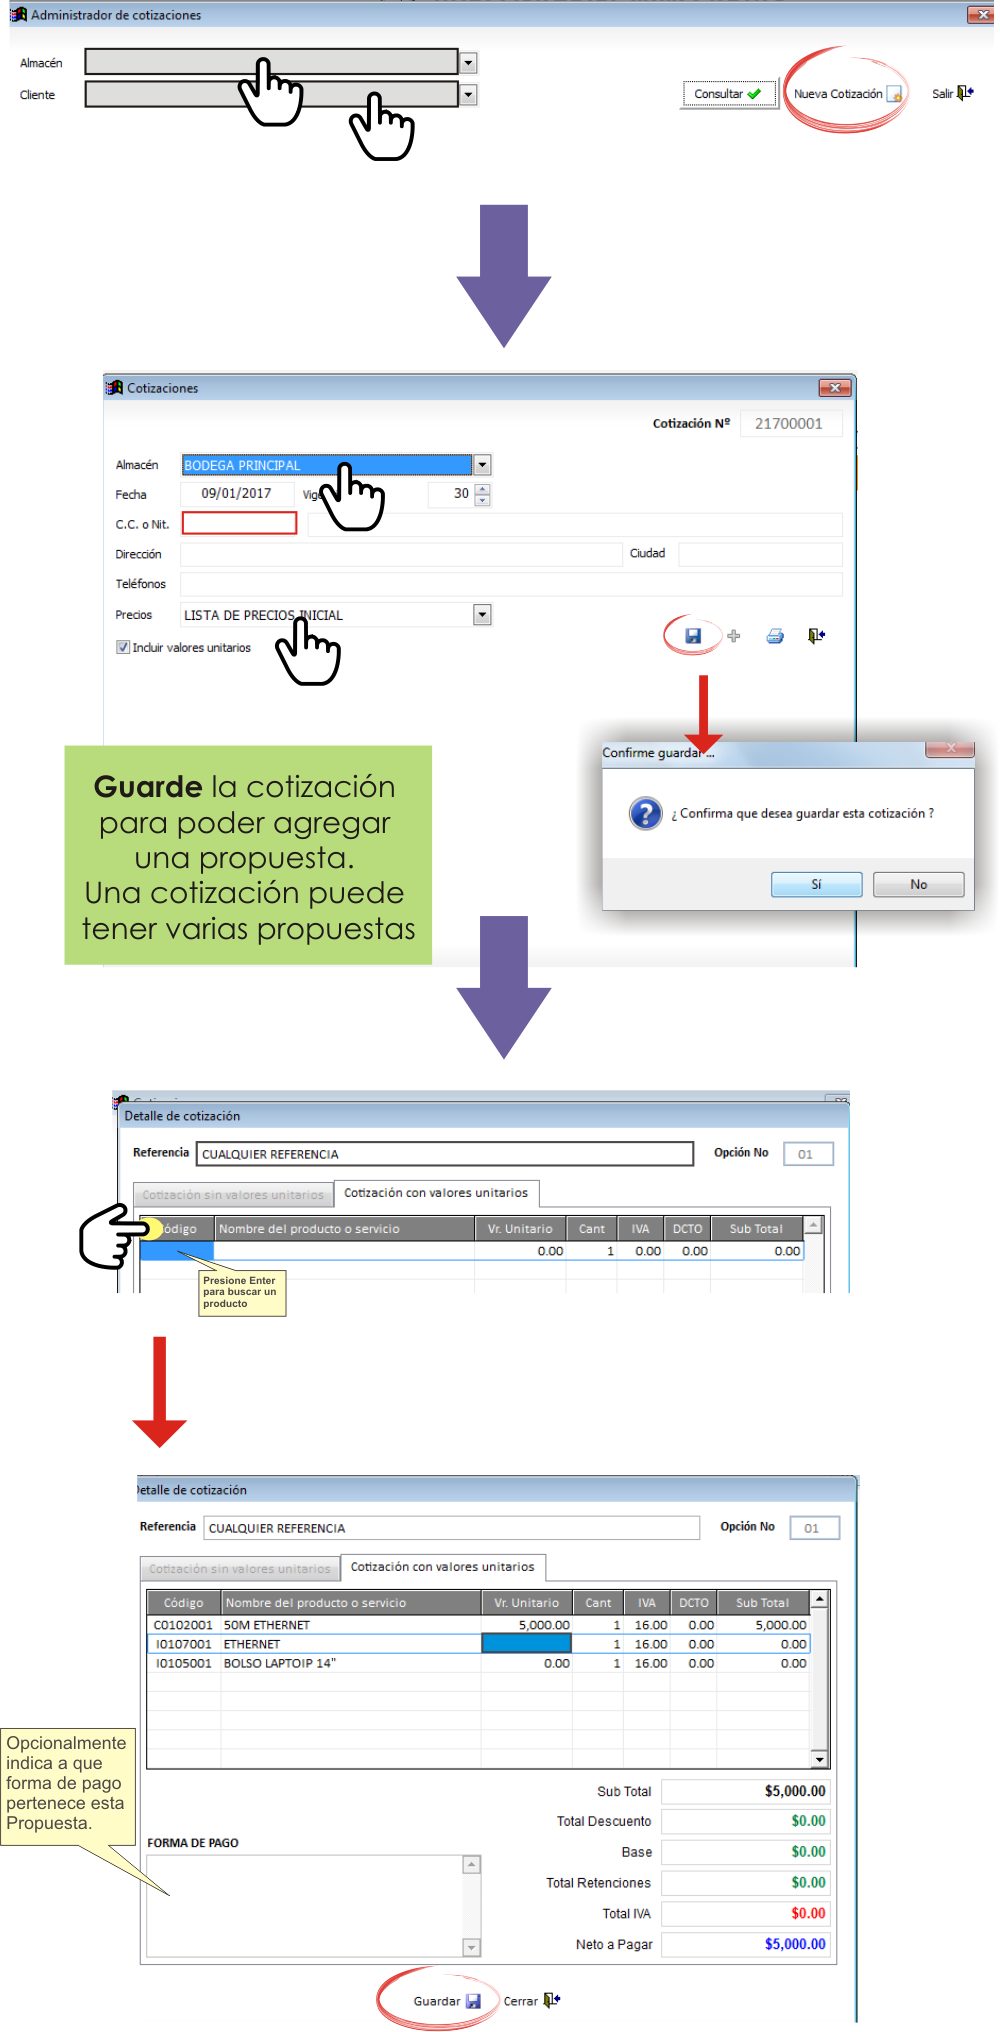 Administrador de cotizaciones
Almacén
Cliente
Consultar
Nueva Cotización
Salir
Cotizaciones
Cotización Nº 21700001
Almacén BODEGA PRINCIPAL
Fecha 09/01/2017 30
C.C. o Nit.
Dirección Ciudad
Teléfonos
Precios LISTA DE PRECIOS INICIAL
Incluir valores unitarios
Confirme guardar ...
¿ Confirma que desea guardar esta cotización ?
Sí No
Guarde la cotización
para poder agregar
una propuesta.
Una cotización puede
tener varias propuestas
Detalle de cotización
Referencia CUALQUIER REFERENCIA Opción No 01
Cotización sin valores unitarios Cotización con valores unitarios
Código Nombre del producto o servicio Vr. Unitario Cant IVA DCTO Sub Total
0.00 1 0.00 0.00 0.00
Presione Enter
para buscar un
producto
Detalle de cotización
Referencia CUALQUIER REFERENCIA Opción No 01
Cotización sin valores unitarios Cotización con valores unitarios
Código Nombre del producto o servicio Vr. Unitario Cant IVA DCTO Sub Total
C0102001 50M ETHERNET 5,000.00 1 16.00 0.00 5,000.00
I0107001 ETHERNET 1 16.00 0.00 0.00
I0105001 BOLSO LAPTOIP 14" 0.00 1 16.00 0.00 0.00
Opcionalmente
indica a que
forma de pago
pertenece esta
Propuesta.
FORMA DE PAGO
Sub Total $5,000.00
Total Descuento $0.00
Base $0.00
Total Retenciones $0.00
Total IVA $0.00
Neto a Pagar $5,000.00
Guardar Cerrar